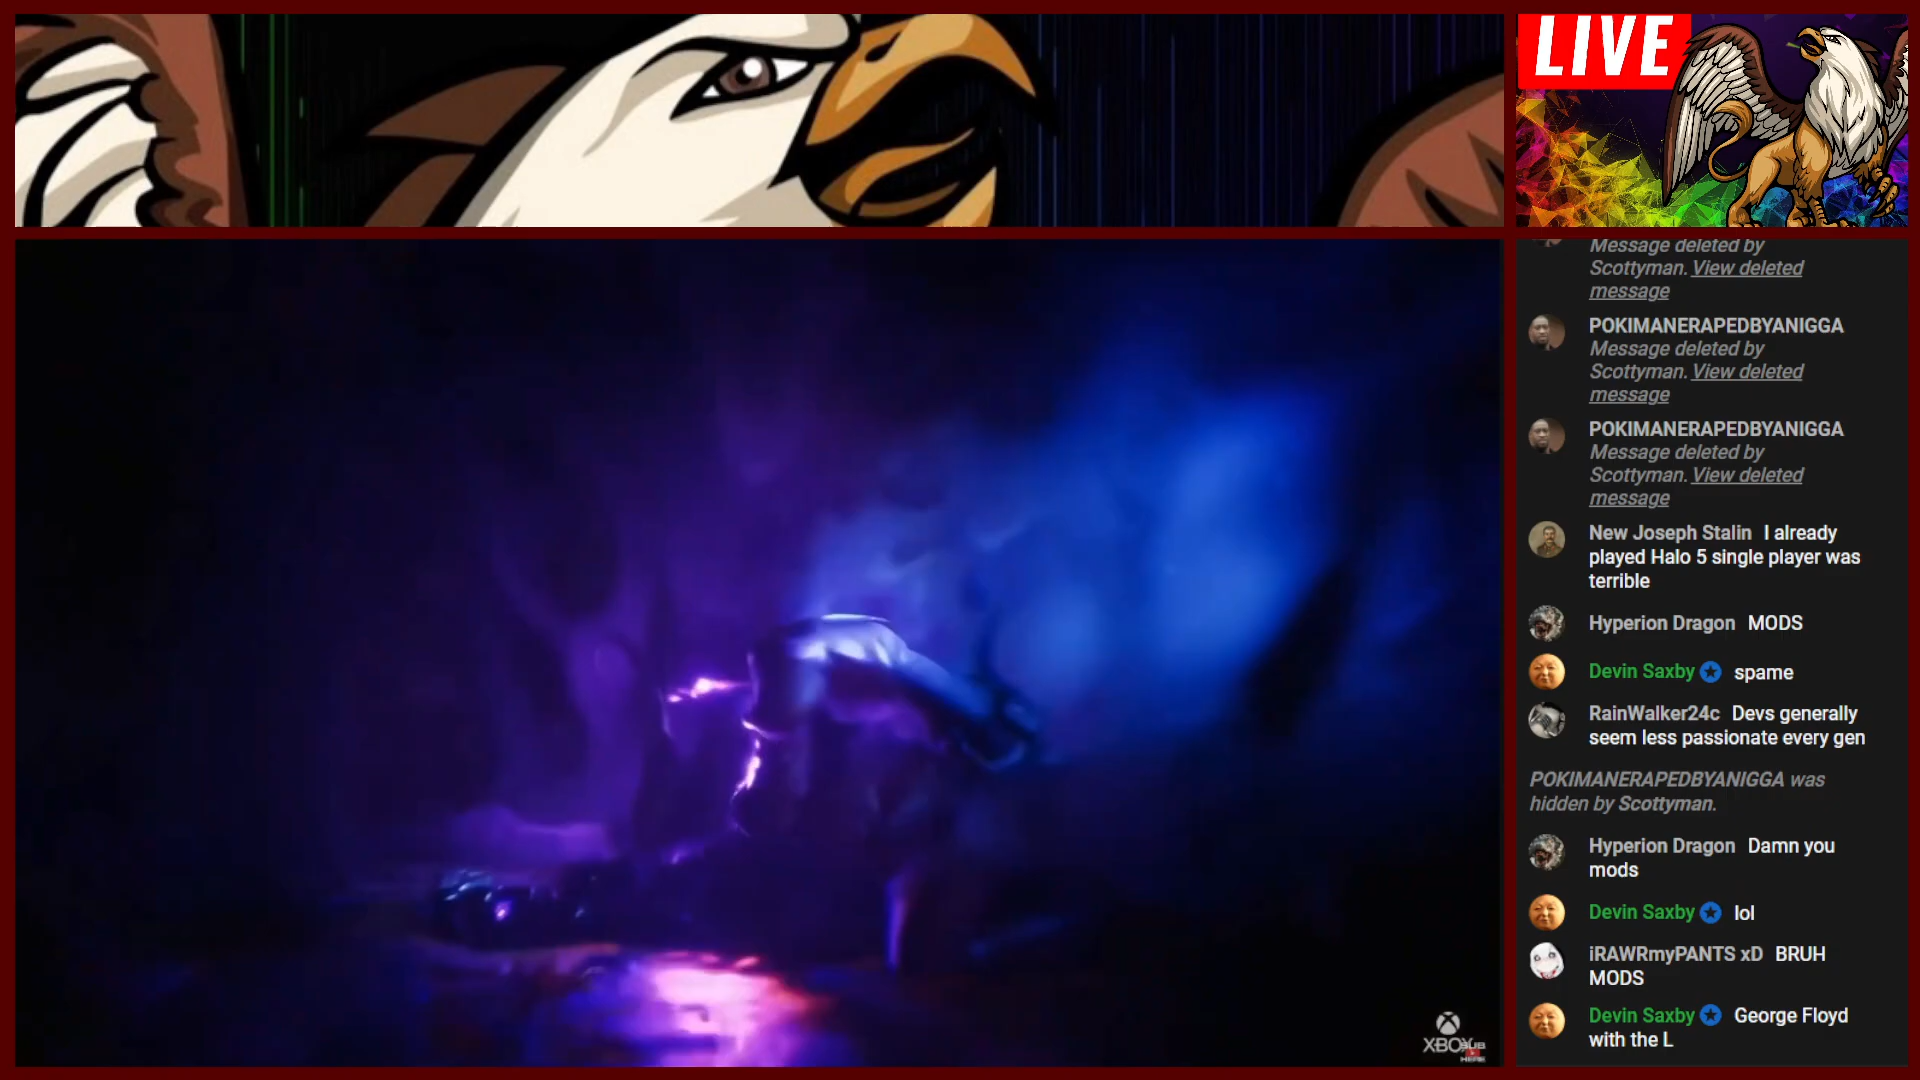 LIVE
Message deleted by
Scottyman. View deleted
message
POKIMANERAPEDBYANIGGA
Message deleted by
Scottyman. View deleted
message
POKIMANERAPEDBYANIGGA
Message deleted by
Scottyman. View deleted
message
New Joseph Stalin I already
played Halo 5 single player was
terrible
Hyperion Dragon MODS
Devin Saxby spame
RainWalker24c Devs generally
seem less passionate every gen
POKIMANERAPEDBYANIGGA was
hidden by Scottyman.
Hyperion Dragon Damn you
mods
Devin Saxby lol
iRAWRmyPANTS xD BRUH
MODS
Devin Saxby George Floyd
with the L
XBOX
SUB
HERE